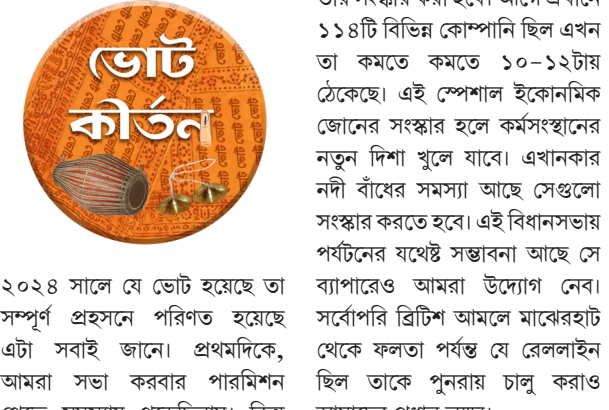 ভোট
কীর্তন
২০২৪ সালে যে ভোট হয়েছে তা
সম্পূর্ণ প্রহসনে পরিণত হয়েছে
এটা সবাই জানে। প্রথমদিকে,
আমরা সভা করবার পারমিশন
১১৪টি বিভিন্ন কোম্পানি ছিল এখন
তা কমতে কমতে ১০-১২টায়
ঠেকেছে। এই স্পেশাল ইকোনমিক
জোনের সংস্কার হলে কর্মসংস্থানের
নতুন দিশা খুলে যাবে। এখানকার
নদী বাঁধের সমস্যা আছে সেগুলো
সংস্কার করতে হবে। এই বিধানসভায়
পর্যটনের যথেষ্ট সম্ভাবনা আছে সে
ব্যাপারেও আমরা উদ্যোগ নেব।
সর্বোপরি ব্রিটিশ আমলে মাঝেরহাট
থেকে ফলতা পর্যন্ত যে রেললাইন
ছিল তাকে পুনরায় চালু করাও